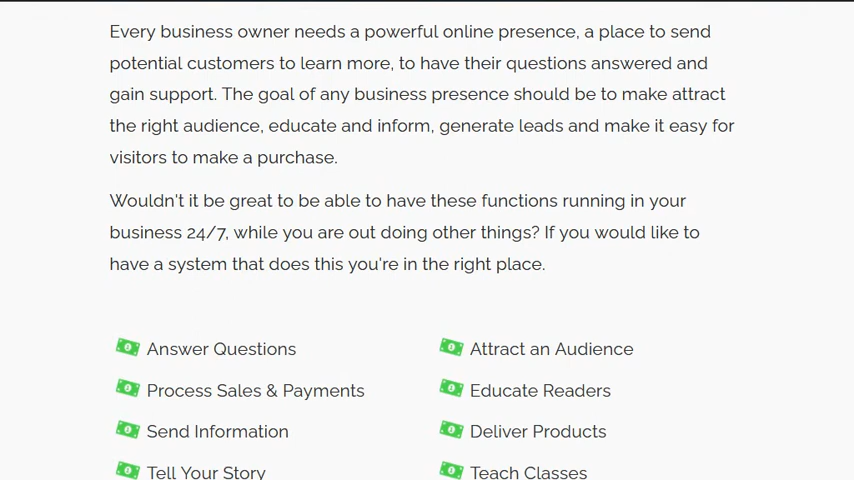 Every business owner needs a powerful online presence, a place to send
potential customers to learn more, to have their questions answered and
gain support. The goal of any business presence should be to make attract
the right audience, educate and inform, generate leads and make it easy for
visitors to make a purchase.
Wouldn't it be great to be able to have these functions running in your
business 24/7, while you are out doing other things? If you would like to
have a system that does this you're in the right place.
Answer Questions
Attract an Audience
Process Sales & Payments
Educate Readers
Send Information
Deliver Products
Tell Your Story
Teach Classes